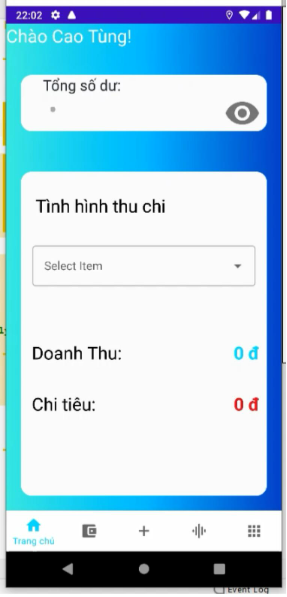 22:02
Chào Cao Tùng!
Tổng số dư:
Tình hình thu chi
Select Item
Doanh Thu: 0 đ
Chi tiêu: 0 đ
Trang chủ
Event Log